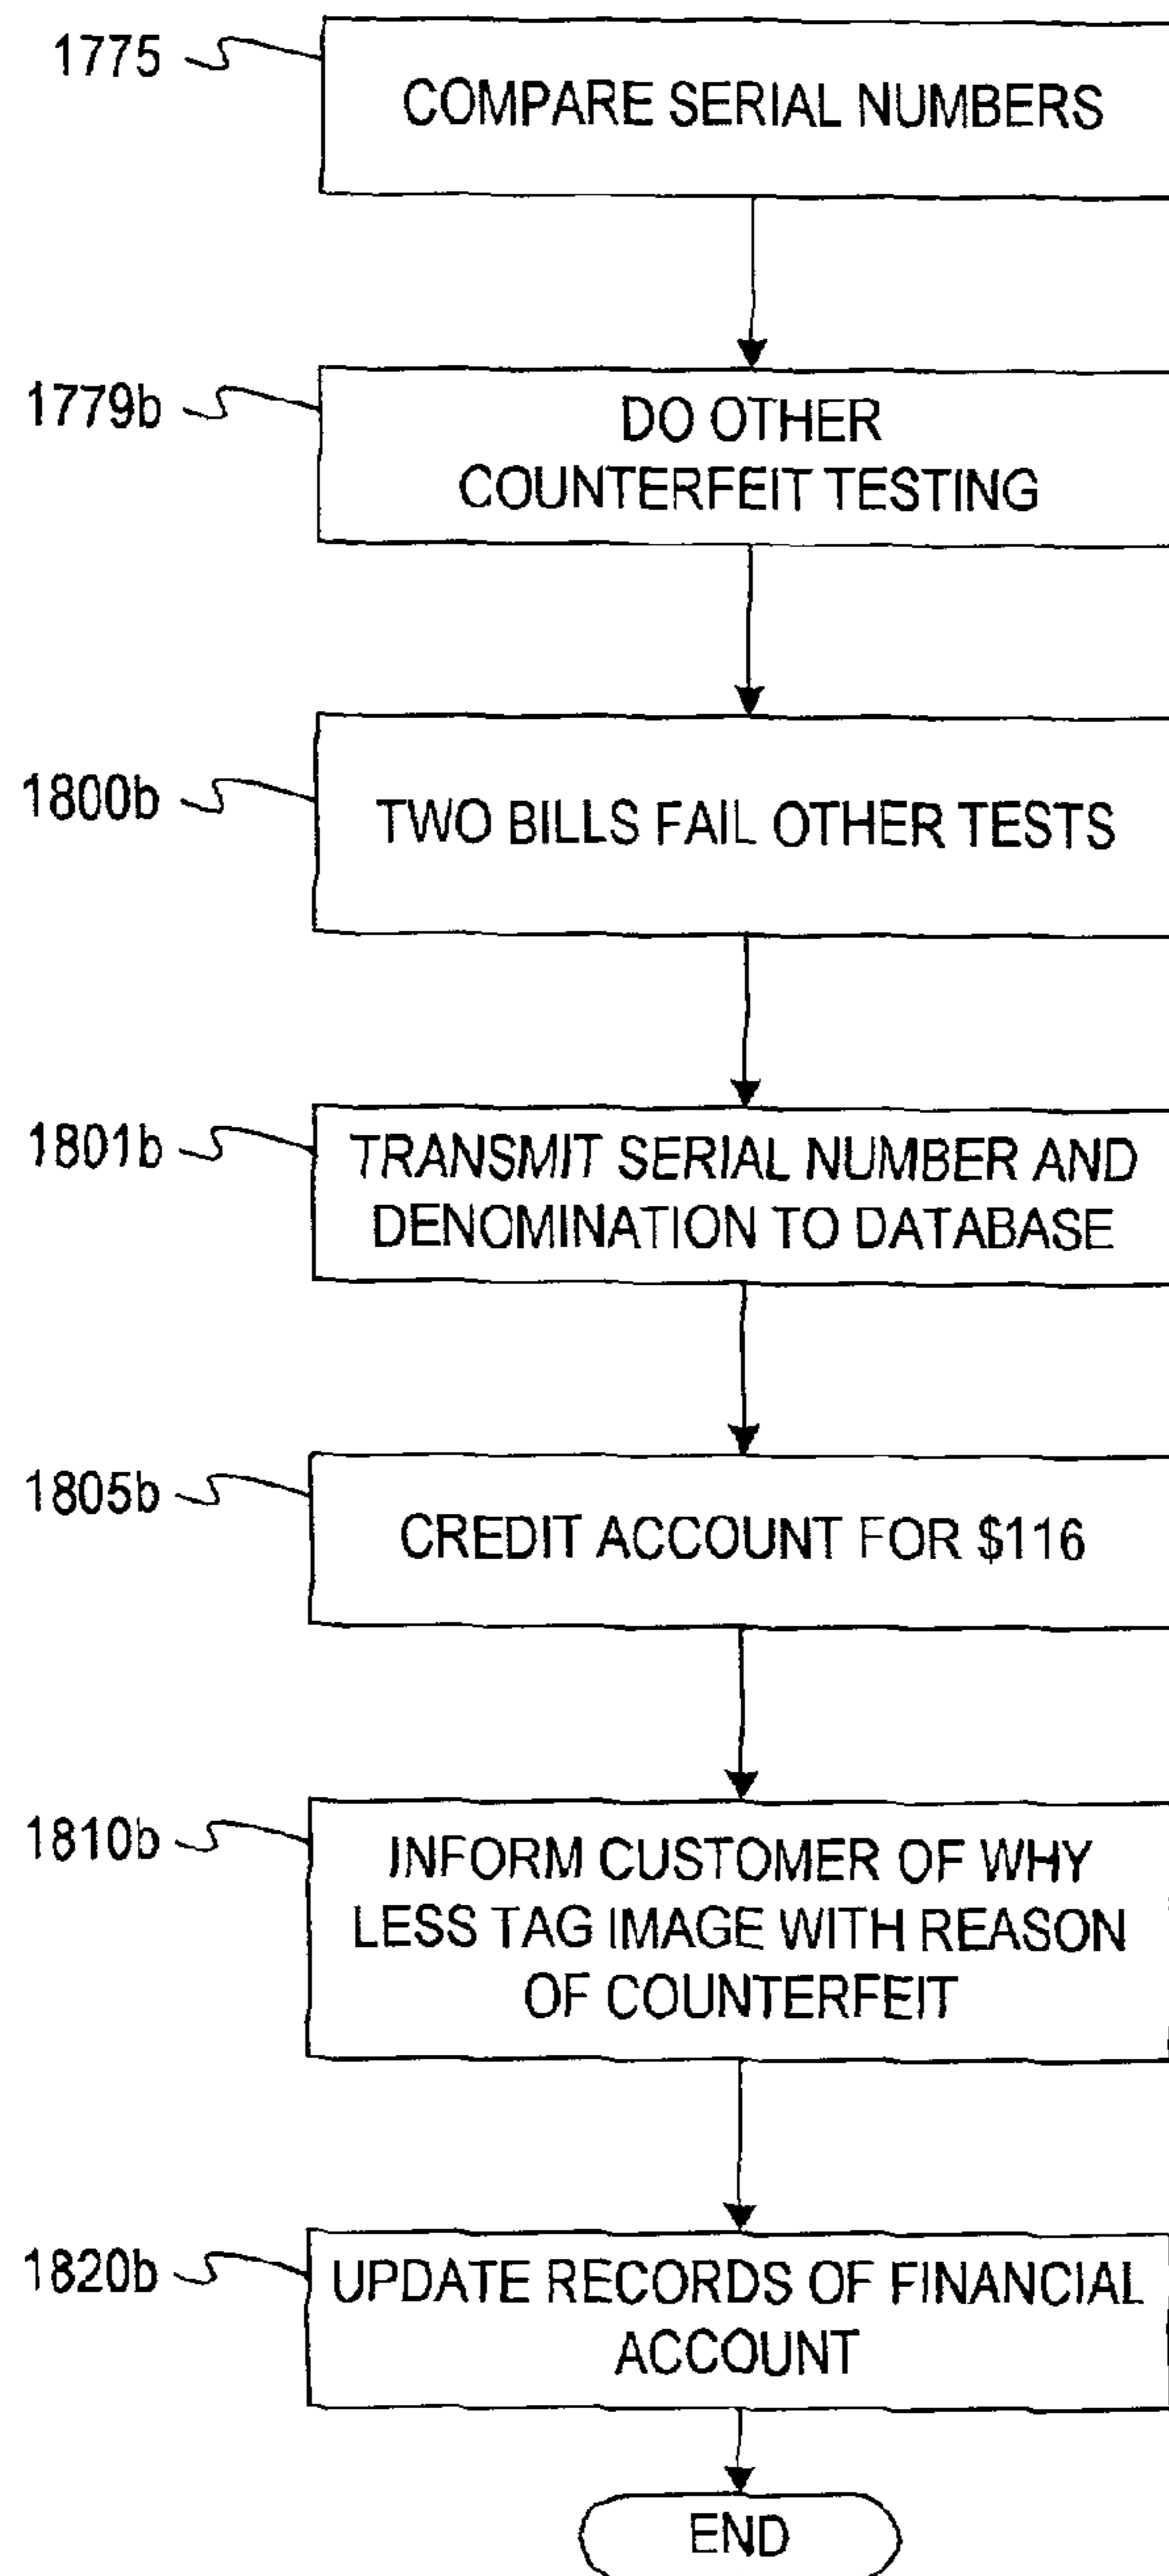 1775
COMPARE SERIAL NUMBERS
1779b
DO OTHER
COUNTERFEIT TESTING
1800b
TWO BILLS FAIL OTHER TESTS
1801b
TRANSMIT SERIAL NUMBER AND
DENOMINATION TO DATABASE
1805b
CREDIT ACCOUNT FOR $116
1810b
INFORM CUSTOMER OF WHY
LESS TAG IMAGE WITH REASON
OF COUNTERFEIT
1820b
UPDATE RECORDS OF FINANCIAL
ACCOUNT
END